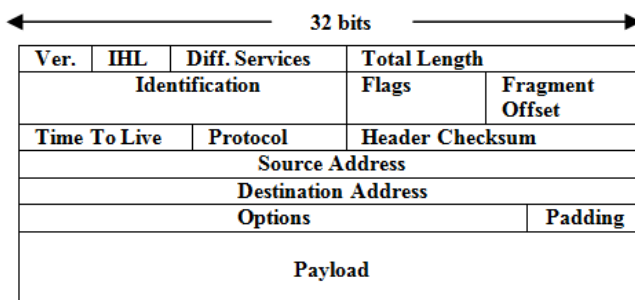 32 bits
Ver. IHL Diff. Services Total Length
Identification Flags Fragment
Offset
Time To Live Protocol Header Checksum
Source Address
Destination Address
Options Padding
Payload